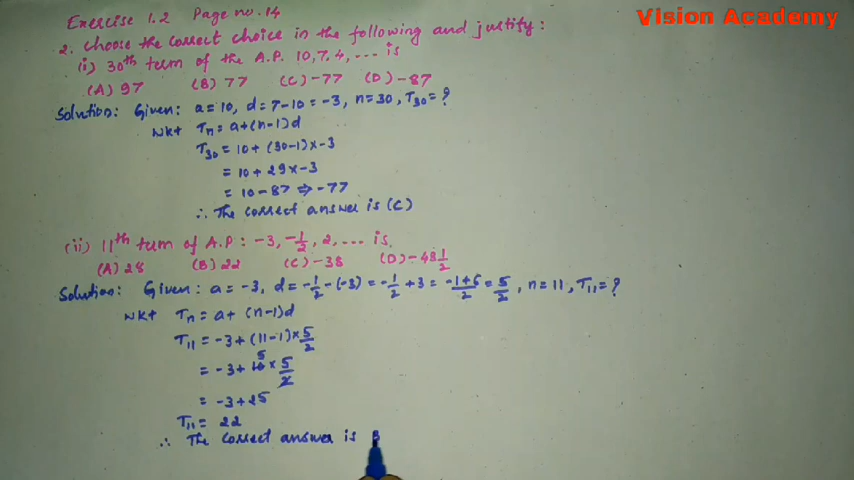 Vision Academy
Exercise 1.2 Page no. 14
2. Choose the correct choice in the following and justify:
(i) 30th term of the A.P. 10, 7, 4, .... is
(A) 97 (B) 77 (C) -77 (D) -87
Solution: Given: a = 10, d = 7-10 = -3, n = 30, T₃₀ = ?
WKT Tₙ = a+(n-1)d
T₃₀ = 10 + (30-1)×-3
= 10 + 29×-3
= 10 - 87 ⇒ -77
∴ The correct answer is (C)
(ii) 11th term of A.P: -3, -1/2, 2, .... is
(A) 28 (B) 22 (C) -38 (D) -48 1/2
Solution: Given: a = -3, d = -1/2 - (-3) = -1/2 + 3 = -1+6/2 = 5/2, n = 11, T₁₁ = ?
WKT Tₙ = a + (n-1)d
T₁₁ = -3 + (11-1) × 5/2
= -3 + 10 5 × 5/2
= -3 + 25
T₁₁ = 22
∴ The correct answer is